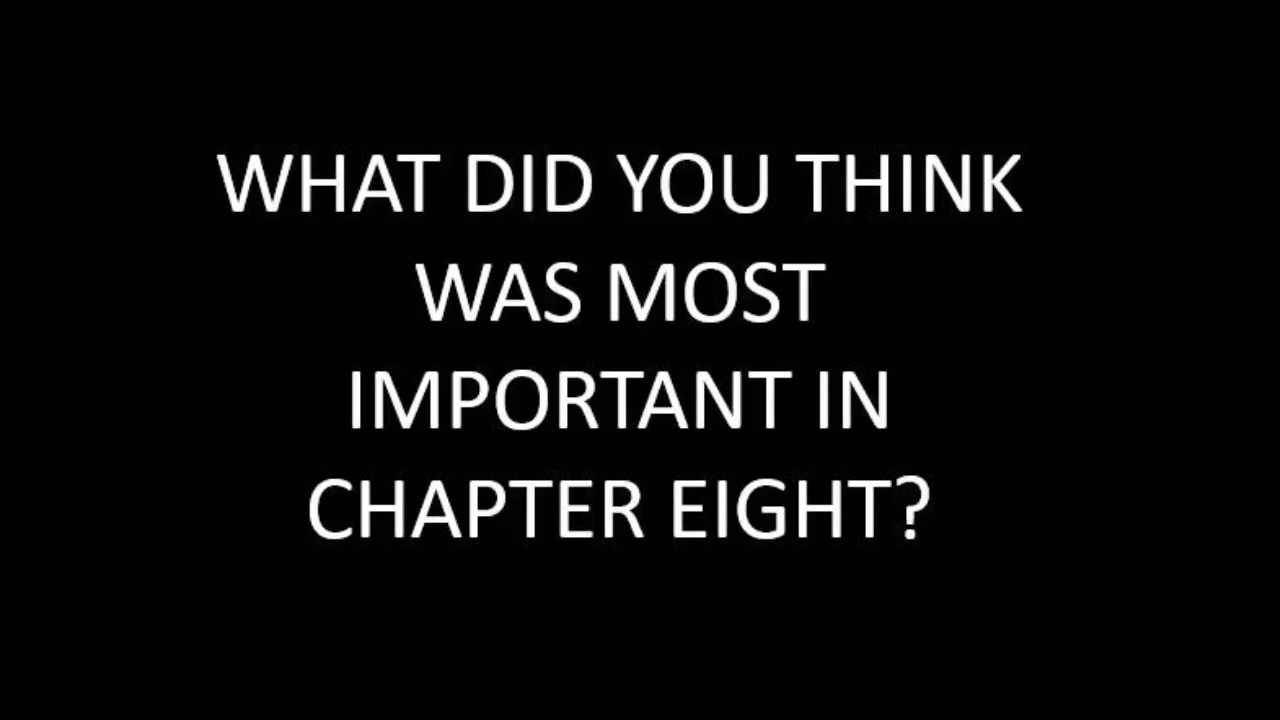 WHAT DID YOU THINK
WAS MOST
IMPORTANT IN
CHAPTER EIGHT?